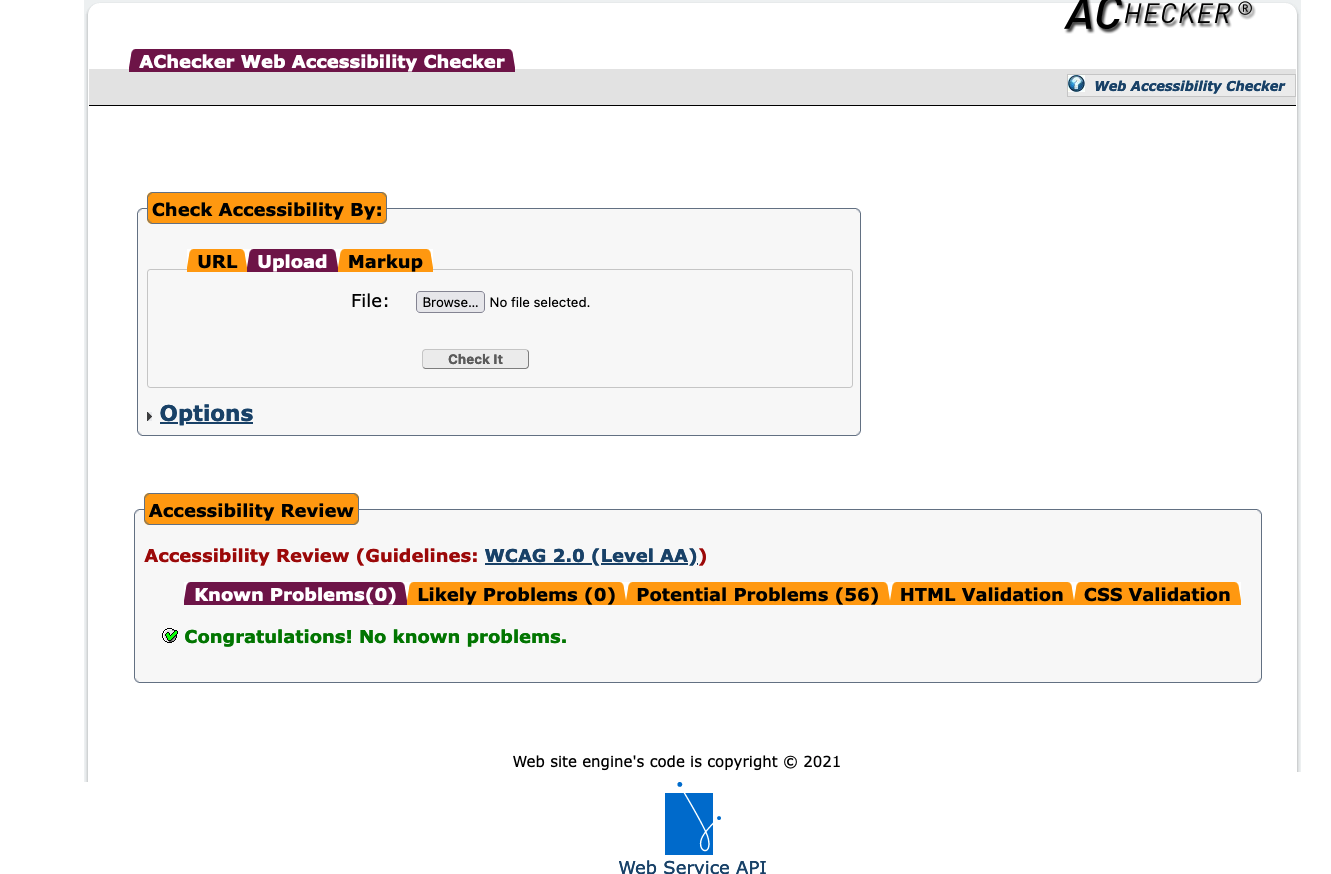 ACHECKER ®
AChecker Web Accessibility Checker
Web Accessibility Checker
Check Accessibility By:
URL Upload Markup
File: Browse... No file selected.
Check It
Options
Accessibility Review
Accessibility Review (Guidelines: WCAG 2.0 (Level AA))
Known Problems(0) Likely Problems (0) Potential Problems (56) HTML Validation CSS Validation
Congratulations! No known problems.
Web site engine's code is copyright © 2021
Web Service API